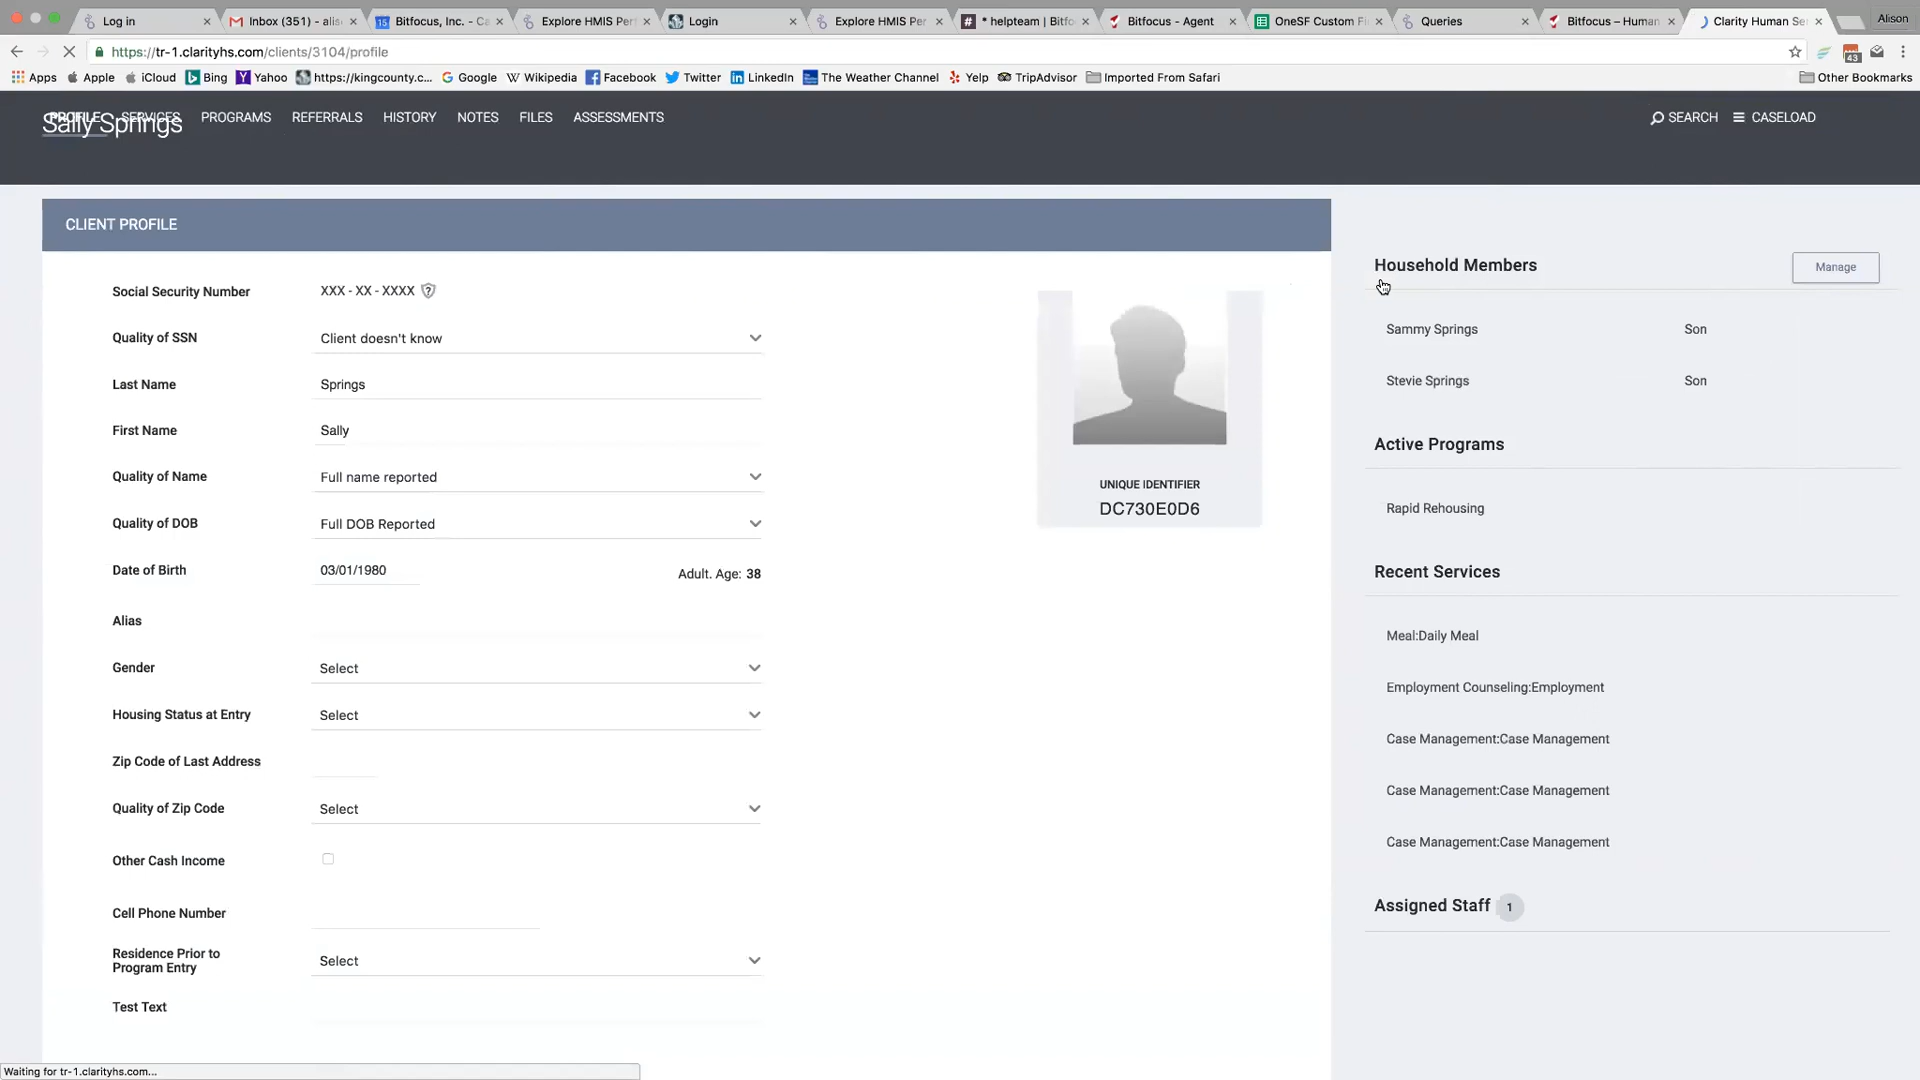 Log in
Inbox (351) - alis
Bitfocus, Inc. - Ca
Explore HMIS Per
Login
Explore HMIS Per
* helpteam | Bitfo
Bitfocus - Agent
OneSF Custom Fi
Queries
Bitfocus – Human
Clarity Human Se
Alison
https://tr-1.clarityhs.com/clients/3104/profile
43
Apps
Apple
iCloud
Bing
Yahoo
https://kingcounty.c...
Google
Wikipedia
Facebook
Twitter
LinkedIn
The Weather Channel
Yelp
TripAdvisor
Imported From Safari
Other Bookmarks
Sally Springs
PROFILE SERVICES PROGRAMS REFERRALS HISTORY NOTES FILES ASSESSMENTS
SEARCH CASELOAD
CLIENT PROFILE
Social Security Number XXX - XX - XXXX ?
Quality of SSN Client doesn't know
Last Name Springs
First Name Sally
Quality of Name Full name reported
Quality of DOB Full DOB Reported
Date of Birth 03/01/1980 Adult. Age: 38
Alias
Gender Select
Housing Status at Entry Select
Zip Code of Last Address
Quality of Zip Code Select
Other Cash Income
Cell Phone Number
Residence Prior to
Program Entry Select
Test Text
UNIQUE IDENTIFIER
DC730E0D6
Household Members Manage
Sammy Springs Son
Stevie Springs Son
Active Programs
Rapid Rehousing
Recent Services
Meal:Daily Meal
Employment Counseling:Employment
Case Management:Case Management
Case Management:Case Management
Case Management:Case Management
Assigned Staff 1
Waiting for tr-1.clarityhs.com...